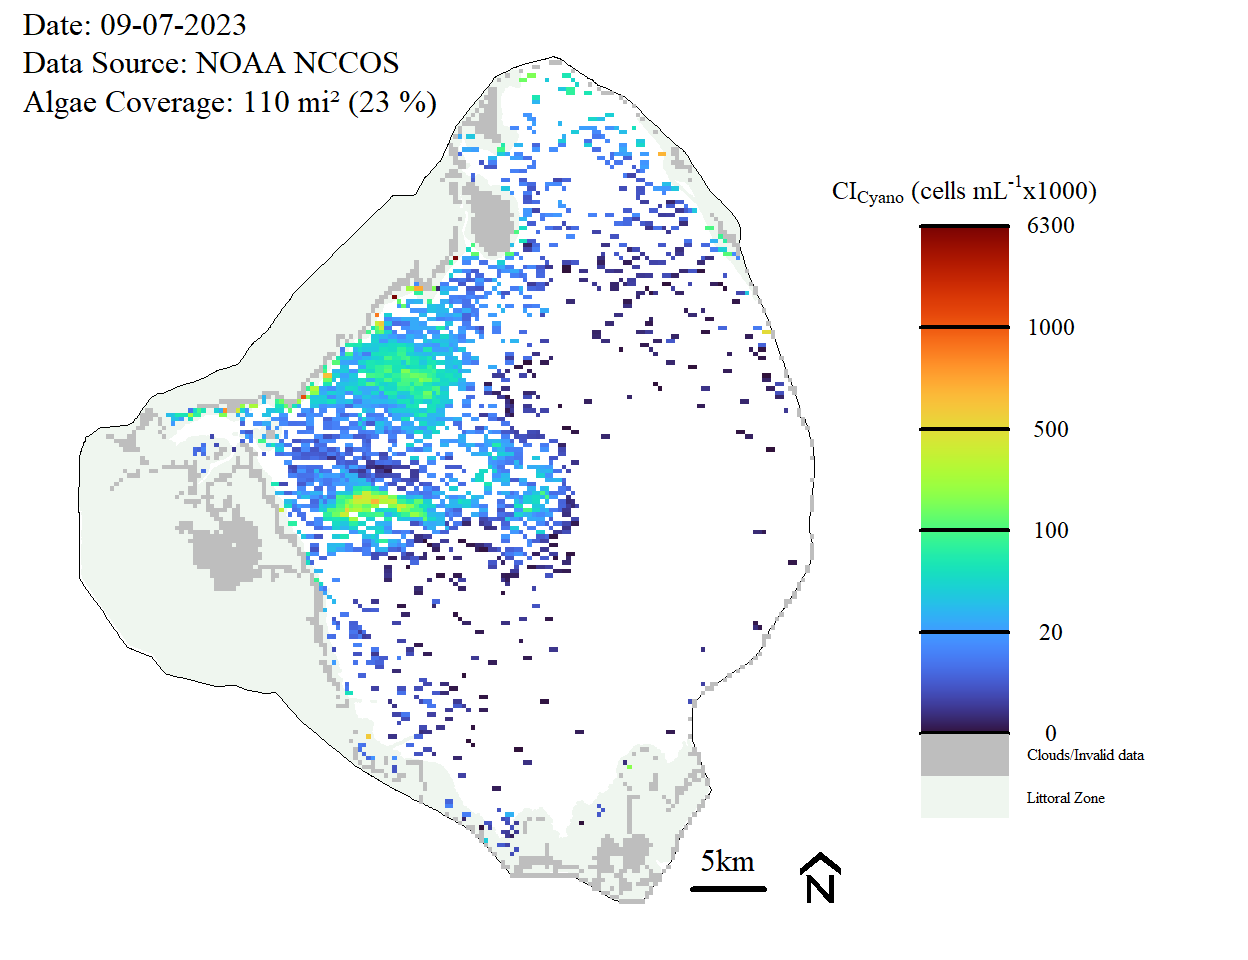 Date: 09-07-2023
Data Source: NOAA NCCOS
Algae Coverage: 110 mi² (23 %)
CICyano (cells mL-1x1000)
6300
1000
500
100
20
0
Clouds/Invalid data
Littoral Zone
5km
N